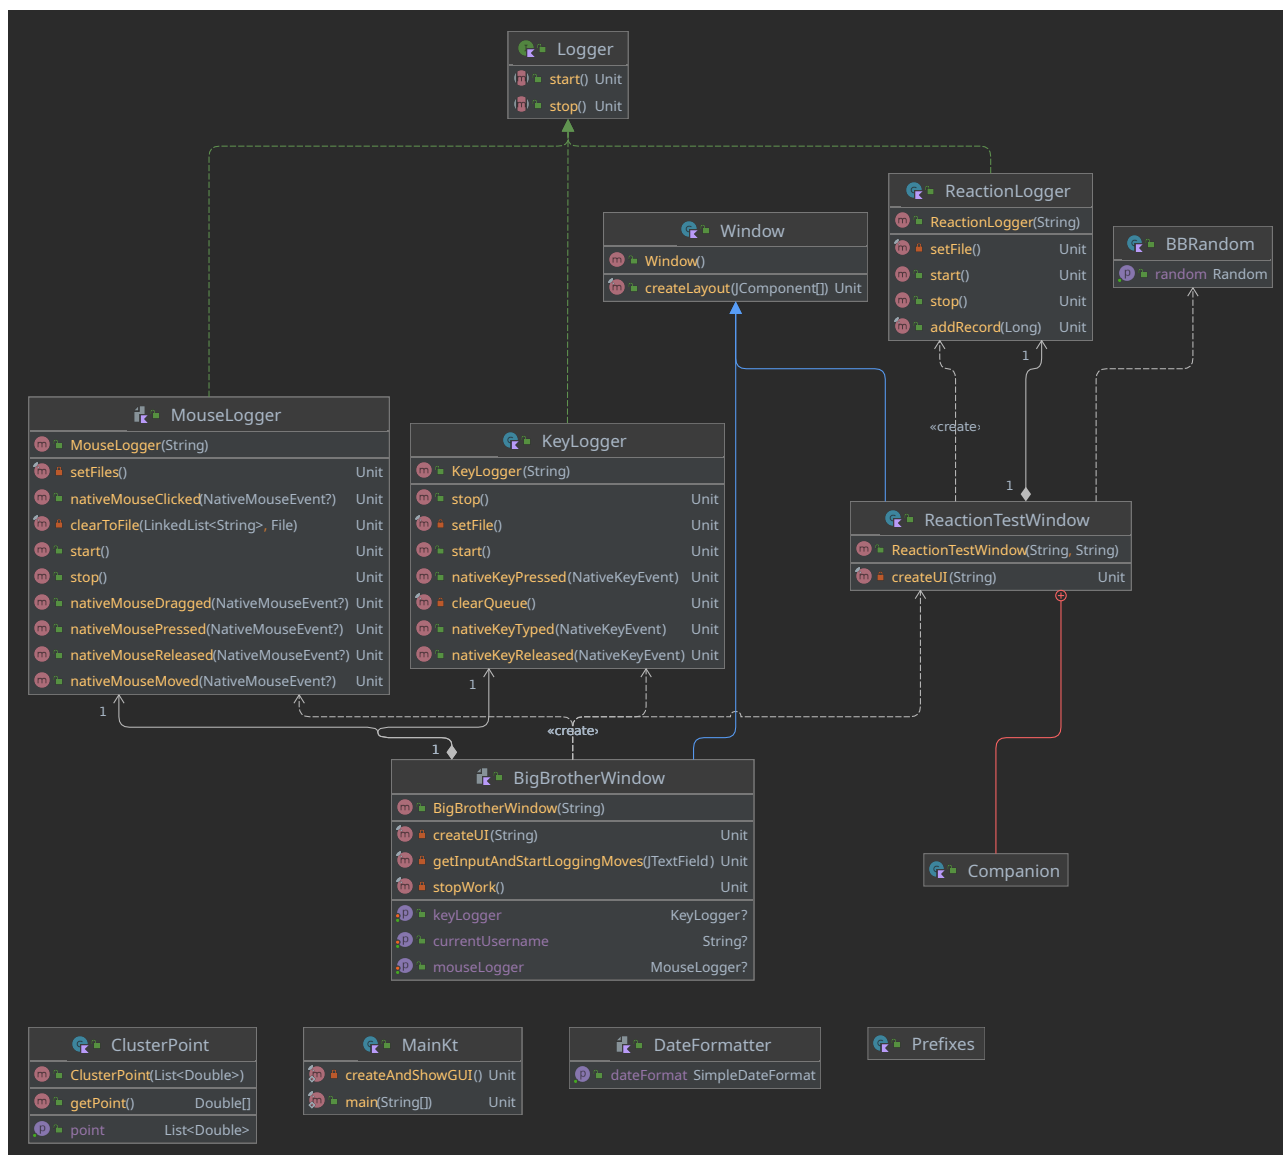 Logger
start() Unit
stop() Unit
ReactionLogger
ReactionLogger(String)
setFile() Unit
start() Unit
stop() Unit
addRecord(Long) Unit
Window
Window()
createLayout(JComponent[]) Unit
BBRandom
random Random
1
«create›
1
MouseLogger
MouseLogger(String)
setFiles() Unit
nativeMouseClicked(NativeMouseEvent?) Unit
clearToFile(LinkedList<String>, File) Unit
start() Unit
stop() Unit
nativeMouseDragged(NativeMouseEvent?) Unit
nativeMousePressed(NativeMouseEvent?) Unit
nativeMouseReleased(NativeMouseEvent?) Unit
nativeMouseMoved(NativeMouseEvent?) Unit
KeyLogger
KeyLogger(String)
stop() Unit
setFile() Unit
start() Unit
nativeKeyPressed(NativeKeyEvent) Unit
clearQueue() Unit
nativeKeyTyped(NativeKeyEvent) Unit
nativeKeyReleased(NativeKeyEvent) Unit
ReactionTestWindow
ReactionTestWindow(String, String)
createUI(String) Unit
1
1
«create›
1
BigBrotherWindow
BigBrotherWindow(String)
createUI(String) Unit
getInputAndStartLoggingMoves(JTextField) Unit
stopWork() Unit
keyLogger KeyLogger?
currentUsername String?
mouseLogger MouseLogger?
Companion
ClusterPoint
ClusterPoint(List<Double>)
getPoint() Double[]
point List<Double>
MainKt
createAndShowGUI() Unit
main(String[]) Unit
DateFormatter
dateFormat SimpleDateFormat
Prefixes